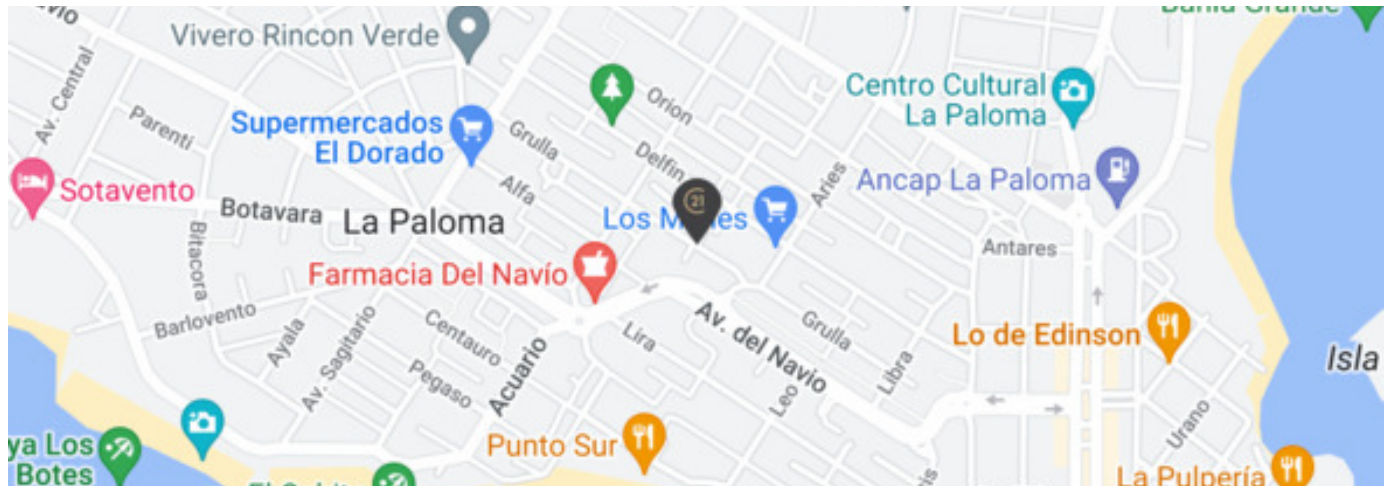 Bahia Grande
Vivero Rincon Verde
Av. Central
Parenti
Orion
Centro Cultural
La Paloma
Supermercados
El Dorado
Grulla
Delfin
Alfa
Aries
Ancap La Paloma
Sotavento
Botavara
La Paloma
21
Bitacora
Antares
Farmacia Del Navío
Barlovento
Ayala
Av. Sagitario
Centauro
Pegaso
Acuario
Lira
Av. del Navio
Grulla
Libra
Leo
Lo de Edinson
Isla
Urano
Punto Sur
ya Los
Botes
La Pulpería